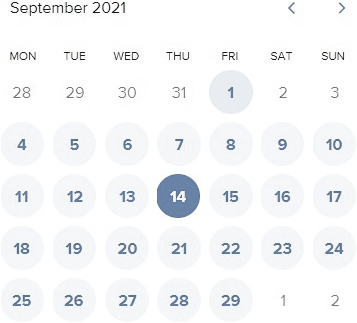 September 2021
MON TUE WED THU FRI SAT SUN
28 29 30 31 1 2 3
4 5 6 7 8 9 10
11 12 13 14 15 16 17
18 19 20 21 22 23 24
25 26 27 28 29 1 2